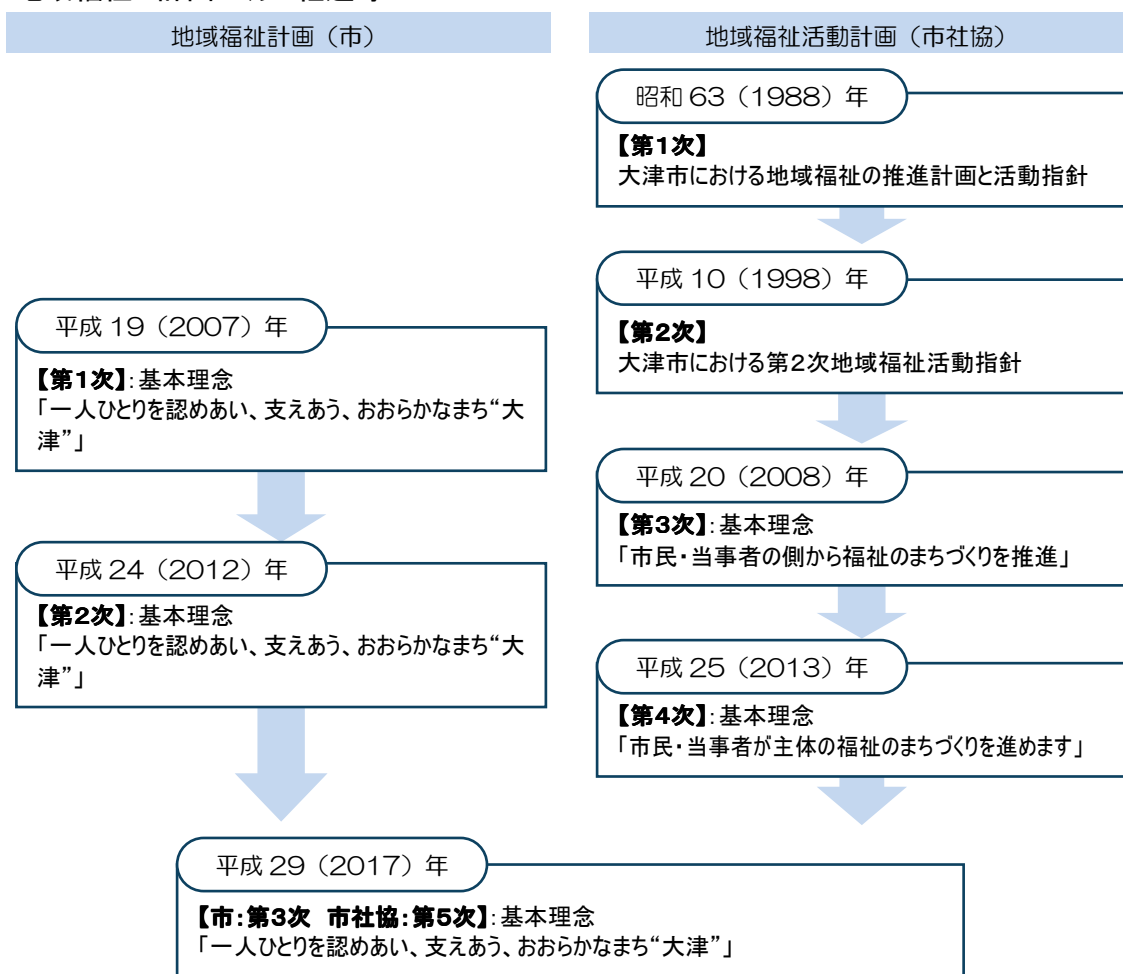 地域福祉計画（市）
地域福祉活動計画（市社協）
昭和 63（1988）年
【第1次】
大津市における地域福祉の推進計画と活動指針
平成 10（1998）年
【第2次】
大津市における第2次地域福祉活動指針
平成 19（2007）年
【第1次】:基本理念
「一人ひとりを認めあい、支えあう、おおらかなまち“大
津”」
平成 20（2008）年
【第3次】:基本理念
「市民・当事者の側から福祉のまちづくりを推進」
平成 24（2012）年
【第2次】:基本理念
「一人ひとりを認めあい、支えあう、おおらかなまち“大
津”」
平成 25（2013）年
【第4次】:基本理念
「市民・当事者が主体の福祉のまちづくりを進めます」
平成 29（2017）年
【市:第3次 市社協:第5次】:基本理念
「一人ひとりを認めあい、支えあう、おおらかなまち“大津”」